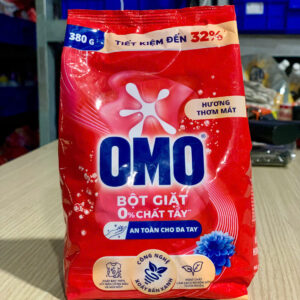 380 G
TIẾT KIỆM ĐẾN 32%
HƯƠNG
THƠM MÁT
OMO
BỘT GIẶT
0% CHẤT TẨY
AN TOÀN CHO DA TAY
CÔNG NGHỆ